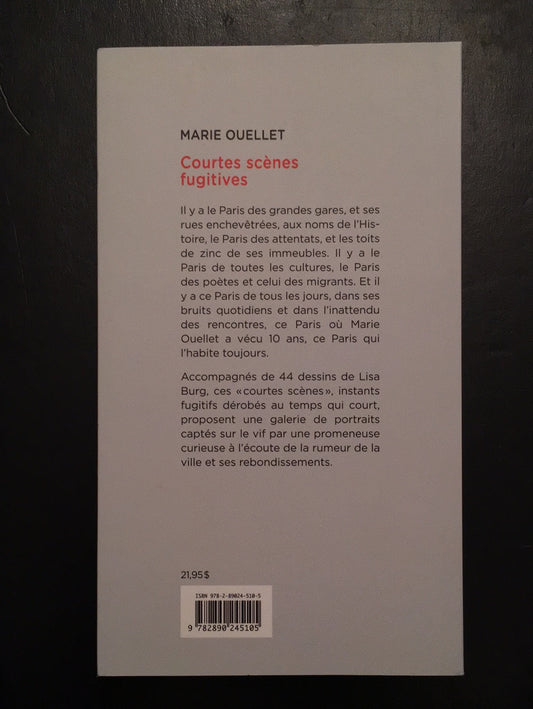 MARIE OUELLET
Courtes scènes
fugitives
Il y a le Paris des grandes gares, et ses
rues enchevêtrées, aux noms de l'His-
toire, le Paris des attentats, et les toits
de zinc de ses immeubles. Il y a le
Paris de toutes les cultures, le Paris
des poètes et celui des migrants. Et il
y a ce Paris de tous les jours, dans ses
bruits quotidiens et dans l'inattendu
des rencontres, ce Paris où Marie
Ouellet a vécu 10 ans, ce Paris qui
l'habite toujours.
Accompagnés de 44 dessins de Lisa
Burg, ces « courtes scènes », instants
fugitifs dérobés au temps qui court,
proposent une galerie de portraits
captés sur le vif par une promeneuse
curieuse à l'écoute de la rumeur de la
ville et ses rebondissements.
21,95 $
ISBN 978-2-89024-510-5
9 782890 245105